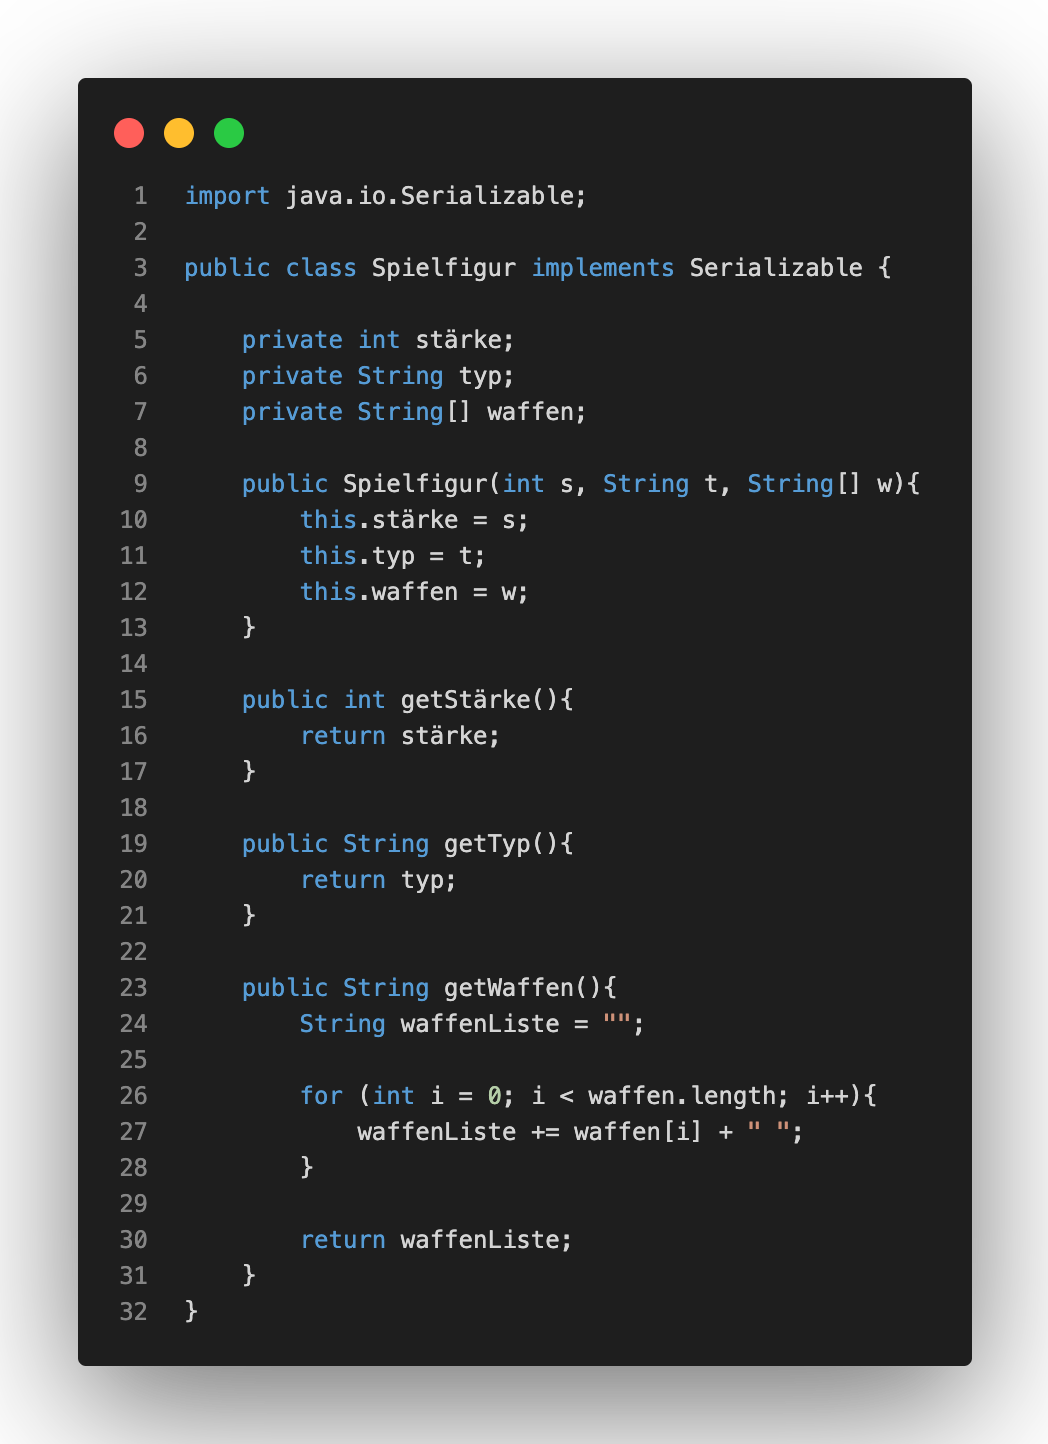 1 import java.io.Serializable;
2
3 public class Spielfigur implements Serializable {
4
5     private int stärke;
6     private String typ;
7     private String[] waffen;
8
9     public Spielfigur(int s, String t, String[] w){
10         this.stärke = s;
11         this.typ = t;
12         this.waffen = w;
13     }
14
15     public int getStärke(){
16         return stärke;
17     }
18
19     public String getTyp(){
20         return typ;
21     }
22
23     public String getWaffen(){
24         String waffenListe = "";
25
26         for (int i = 0; i < waffen.length; i++){
27             waffenListe += waffen[i] + " ";
28         }
29
30         return waffenListe;
31     }
32 }